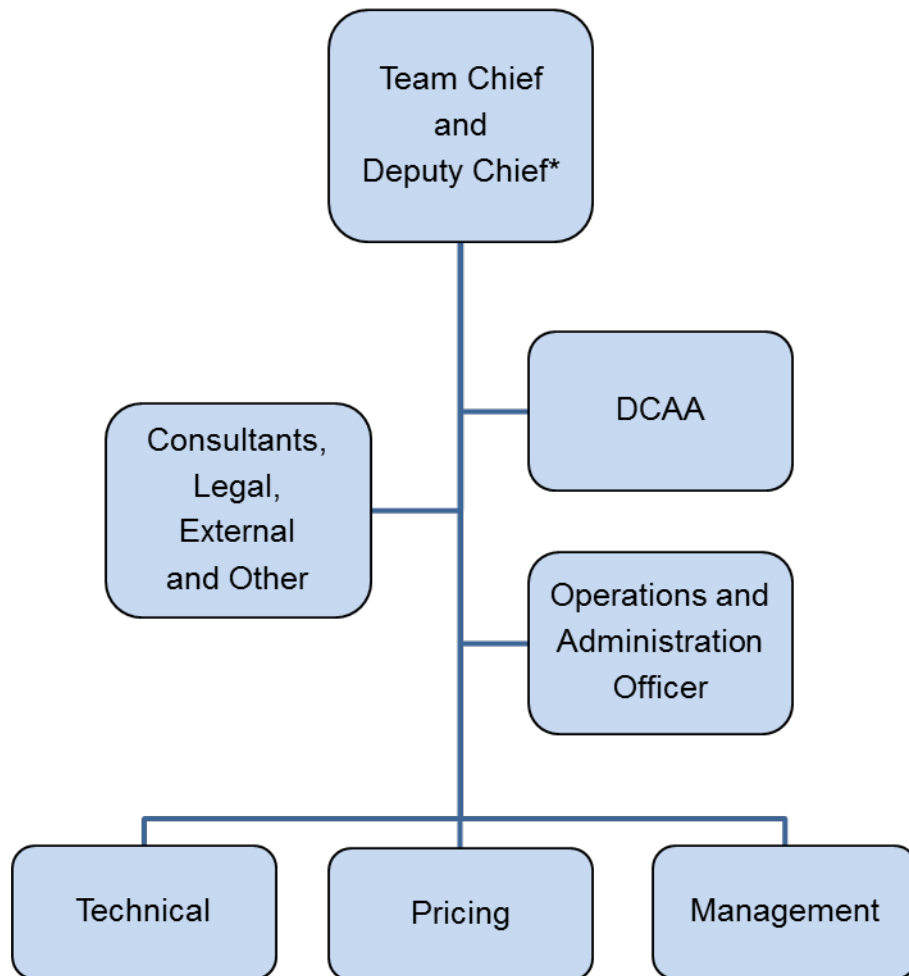 Team Chief
and
Deputy Chief*
DCAA
Consultants,
Legal,
External
and Other
Operations and
Administration
Officer
Technical
Pricing
Management